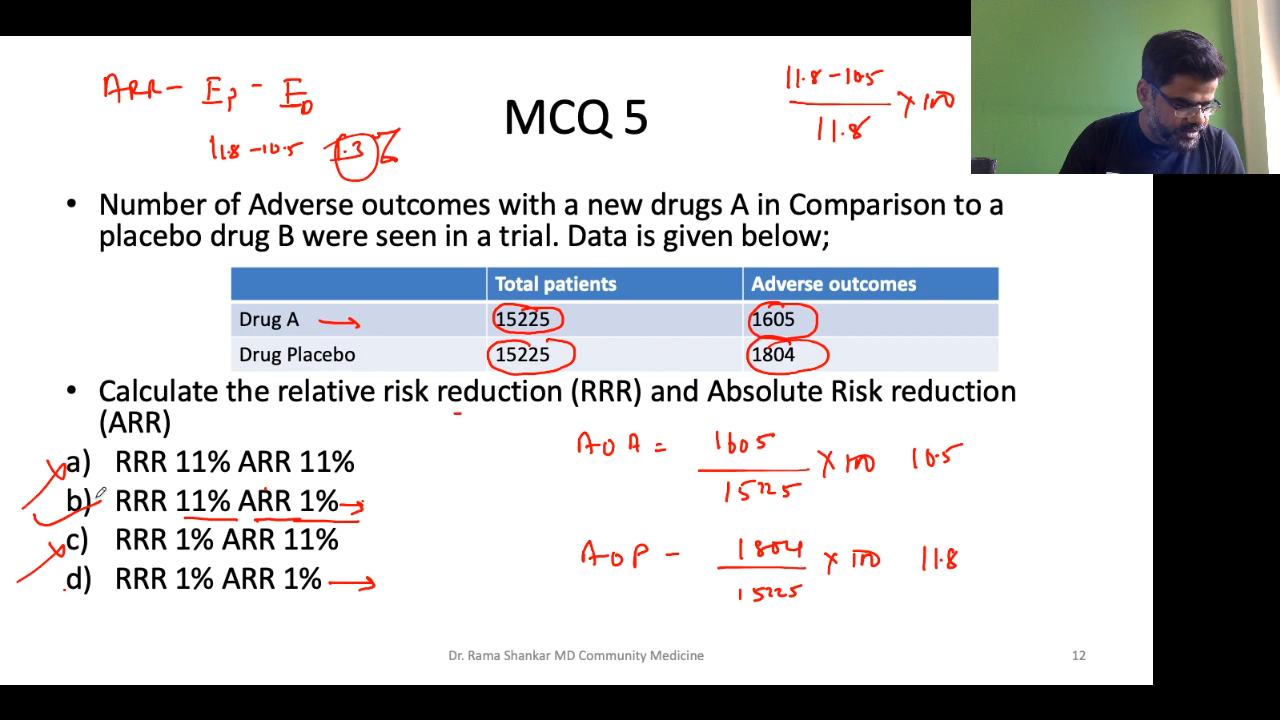 ARR - Ep - ED
11.8 - 10.5 1.3 %
11.8 - 10.5
11.8
× 100
MCQ 5
• Number of Adverse outcomes with a new drugs A in Comparison to a
placebo drug B were seen in a trial. Data is given below;
Total patients Adverse outcomes
Drug A → 15225 1605
Drug Placebo 15225 1804
• Calculate the relative risk reduction (RRR) and Absolute Risk reduction
(ARR)
a) RRR 11% ARR 11%
b) RRR 11% ARR 1% →
c) RRR 1% ARR 11%
d) RRR 1% ARR 1% →
AOA = 1605
15225
× 100 10.5
AOP - 1804
15225
× 100 11.8
Dr. Rama Shankar MD Community Medicine 12